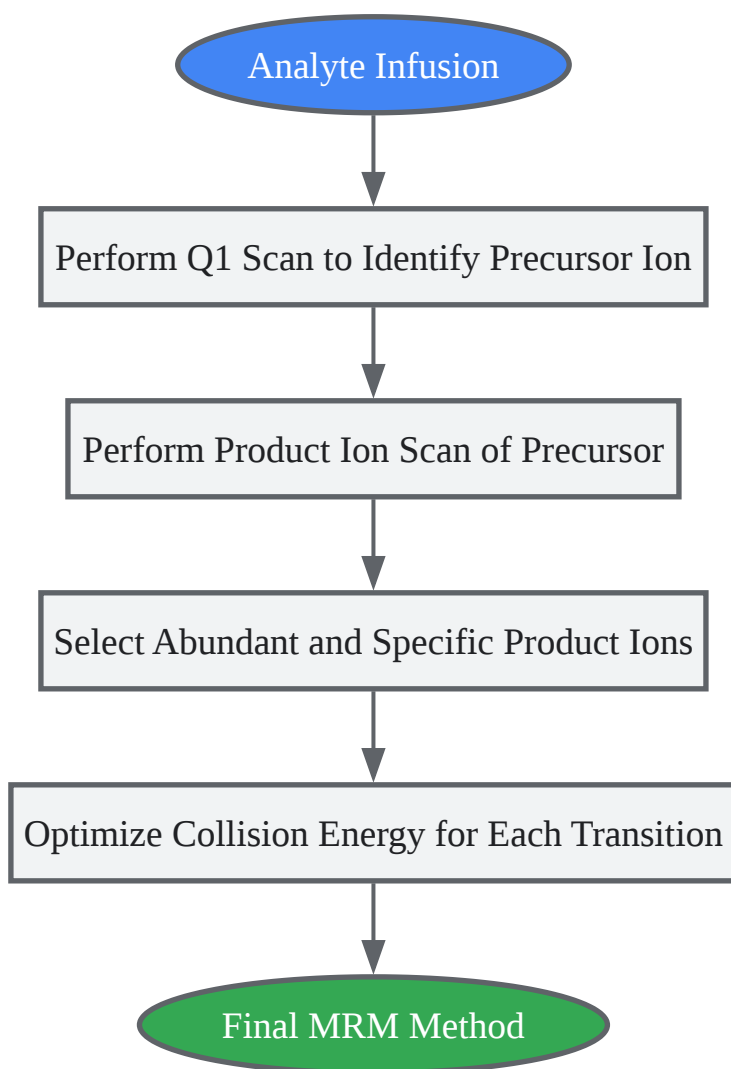 Analyte Infusion
Perform Q1 Scan to Identify Precursor Ion
Perform Product Ion Scan of Precursor
Select Abundant and Specific Product Ions
Optimize Collision Energy for Each Transition
Final MRM Method